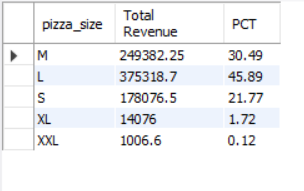 pizza_size Total Revenue PCT
M 249382.25 30.49
L 375318.7 45.89
S 178076.5 21.77
XL 14076 1.72
XXL 1006.6 0.12